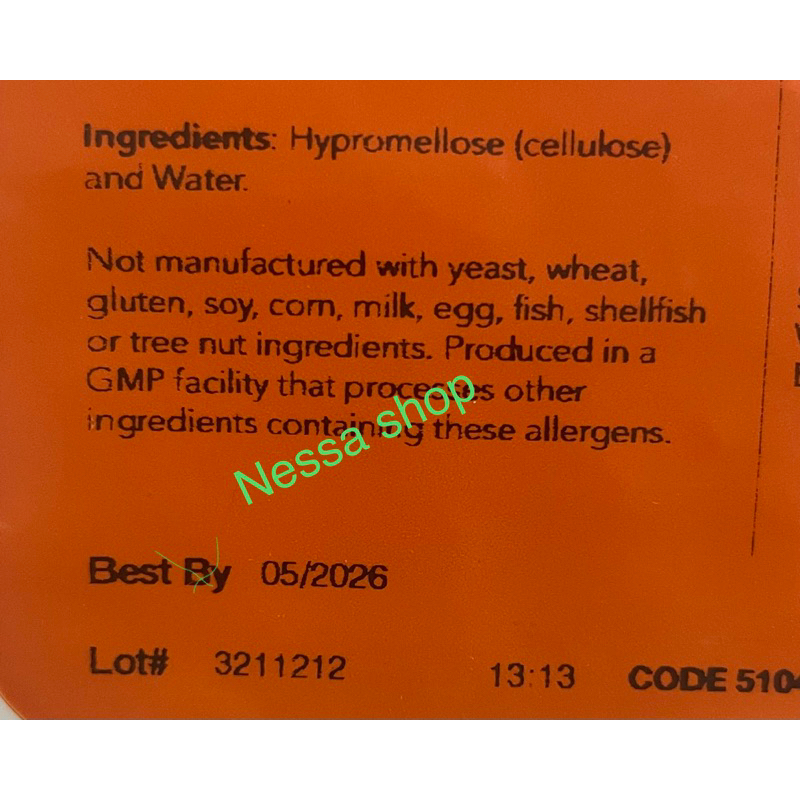 Ingredients: Hypromellose (cellulose)
and Water.
Not manufactured with yeast, wheat,
gluten, soy, corn, milk, egg, fish, shellfish
or tree nut ingredients. Produced in a
GMP facility that processes other
ingredients containing these allergens.
Nessa shop
Best By 05/2026
Lot# 3211212 13:13 CODE 5104